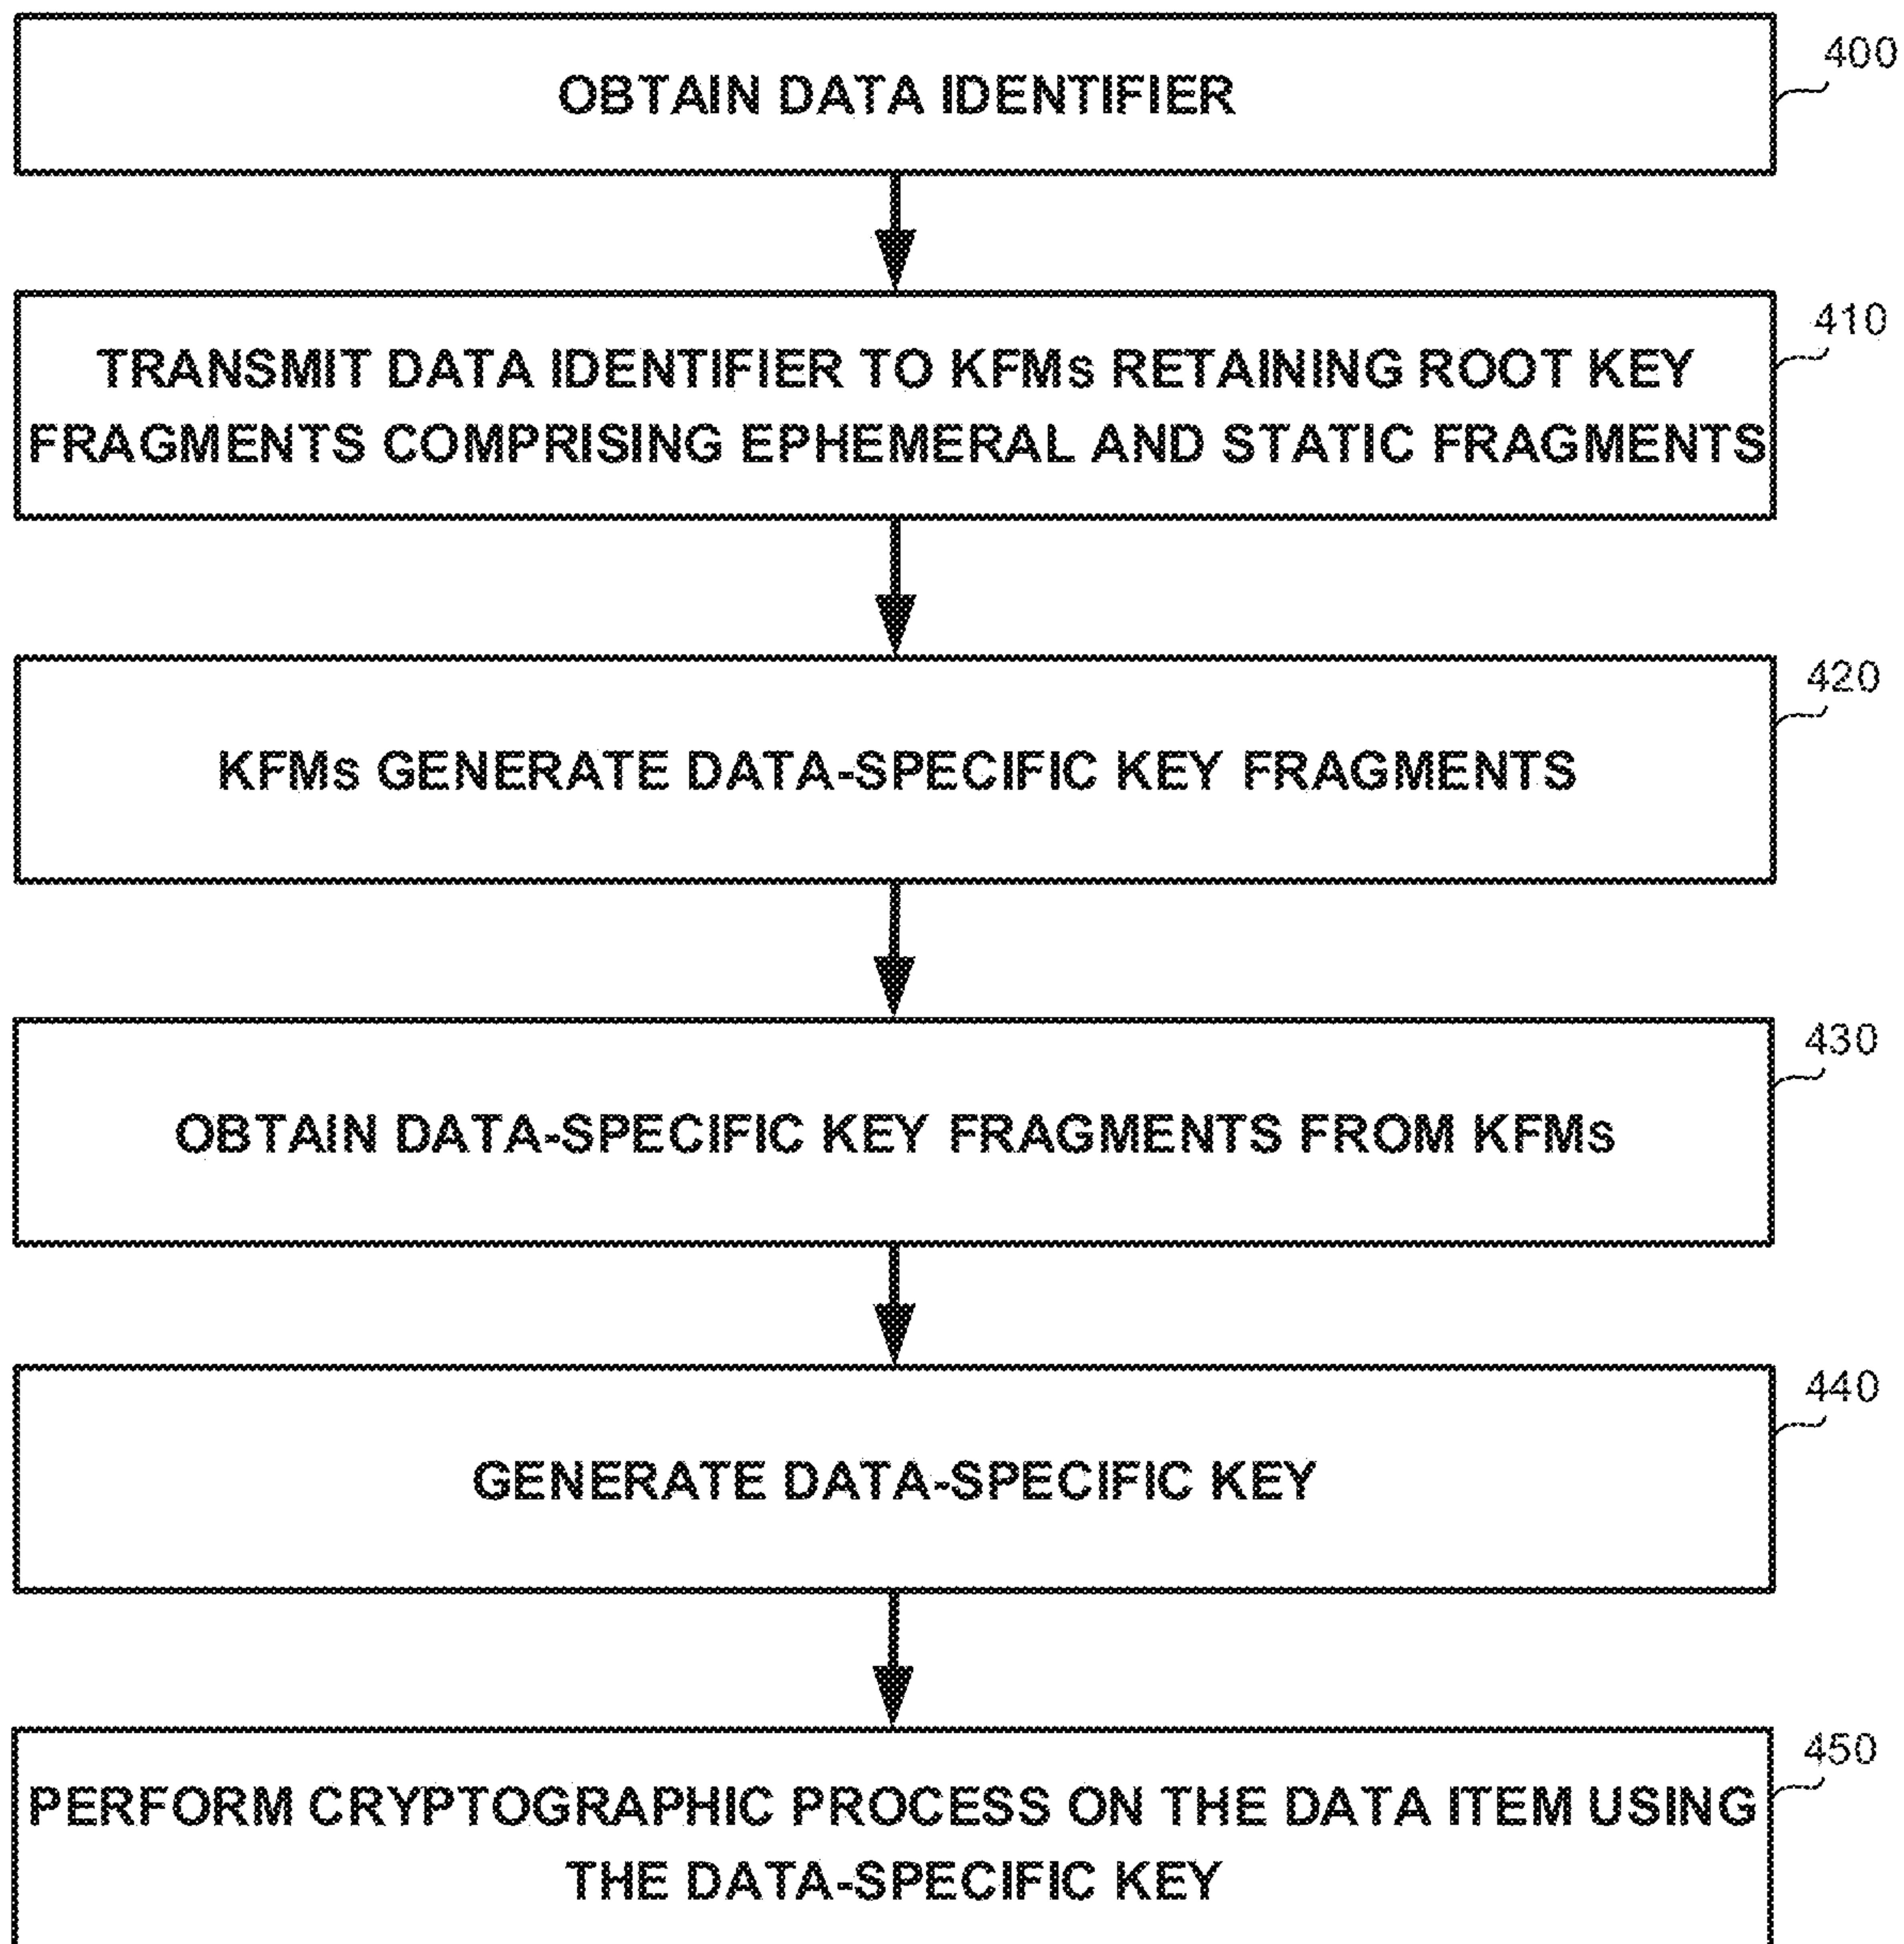 OBTAIN DATA IDENTIFIER
400
TRANSMIT DATA IDENTIFIER TO KFMs RETAINING ROOT KEY
FRAGMENTS COMPRISING EPHEMERAL AND STATIC FRAGMENTS
410
KFMs GENERATE DATA-SPECIFIC KEY FRAGMENTS
420
OBTAIN DATA-SPECIFIC KEY FRAGMENTS FROM KFMs
430
GENERATE DATA-SPECIFIC KEY
440
PERFORM CRYPTOGRAPHIC PROCESS ON THE DATA ITEM USING
THE DATA-SPECIFIC KEY
450